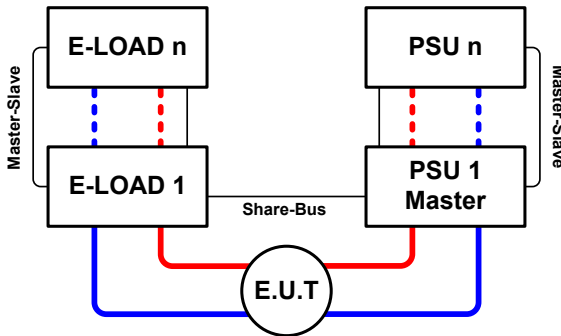 E-LOAD n
PSU n
Master-Slave
Master-Slave
E-LOAD 1
PSU 1
Master
Share-Bus
E.U.T